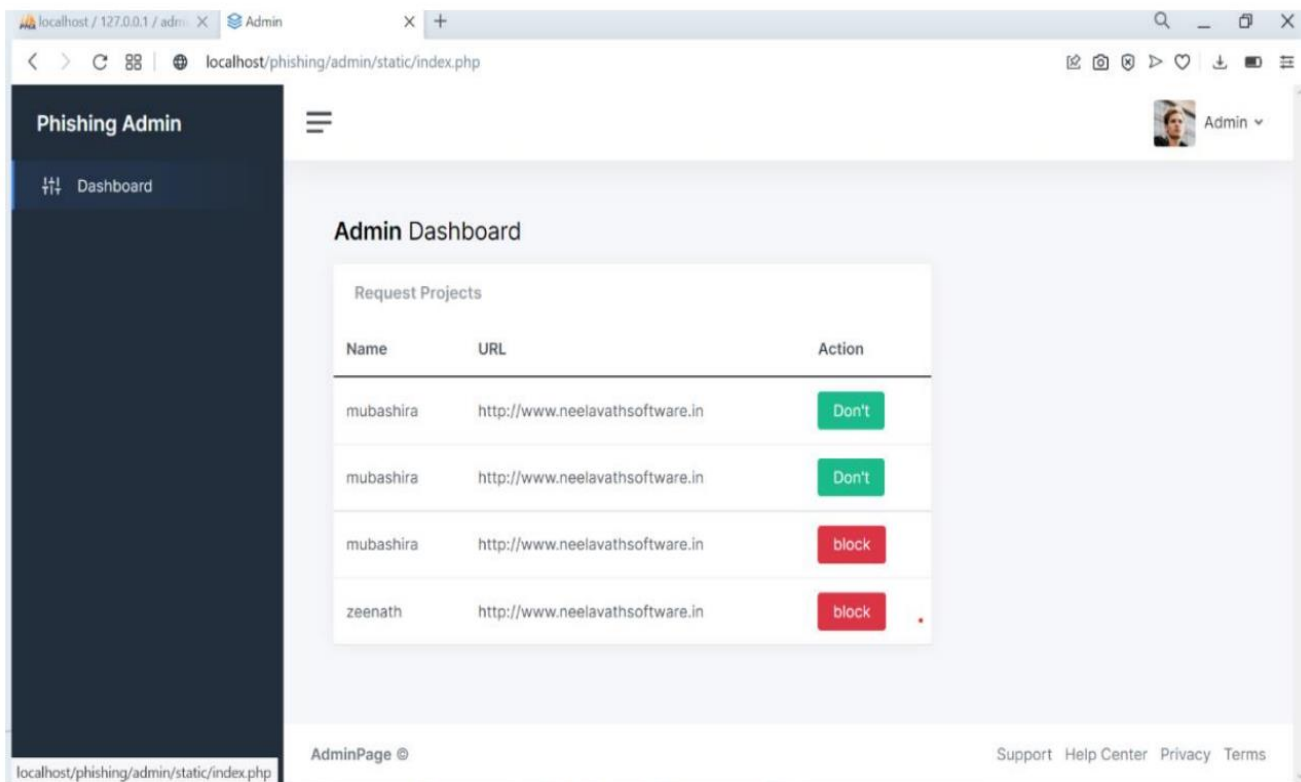 localhost / 127.0.0.1 / adm
Admin
localhost/phishing/admin/static/index.php
Phishing Admin
Admin
Dashboard
Admin Dashboard
Request Projects
Name URL Action
mubashira http://www.neelavathsoftware.in Don't
mubashira http://www.neelavathsoftware.in Don't
mubashira http://www.neelavathsoftware.in block
zeenath http://www.neelavathsoftware.in block
AdminPage ©
Support Help Center Privacy Terms
localhost/phishing/admin/static/index.php